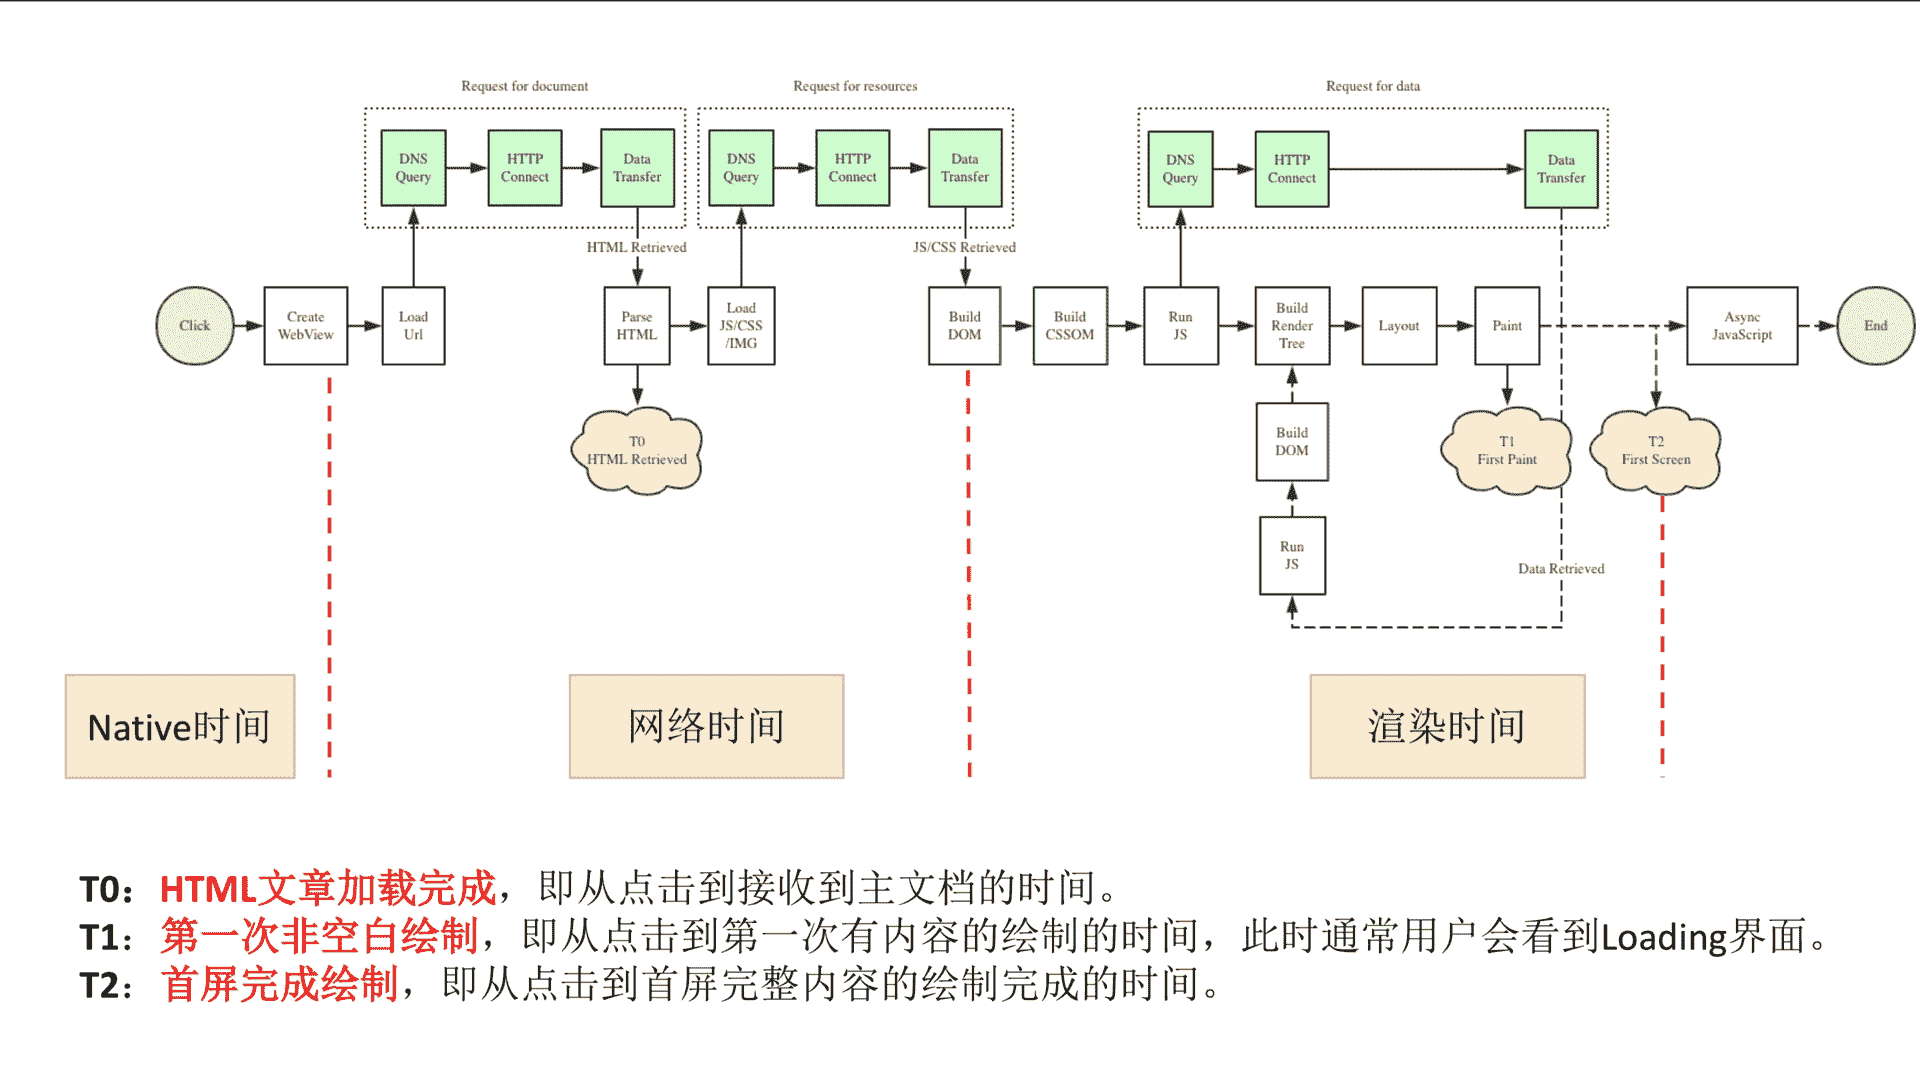 Request for document
Request for resources
Request for data
DNS
Query
HTTP
Connect
Data
Transfer
DNS
Query
HTTP
Connect
Data
Transfer
DNS
Query
HTTP
Connect
Data
Transfer
HTML Retrieved
JS/CSS Retrieved
Click
Create
WebView
Load
Url
Parse
HTML
Load
JS/CSS
/IMG
Build
DOM
Build
CSSOM
Run
JS
Build
Render
Tree
Layout
Paint
Async
JavaScript
End
T0
HTML Retrieved
Build
DOM
T1
First Paint
T2
First Screen
Run
JS
Data Retrieved
Native时间
网络时间
渲染时间
T0：HTML文章加载完成，即从点击到接收到主文档的时间。
T1：第一次非空白绘制，即从点击到第一次有内容的绘制的时间，此时通常用户会看到Loading界面。
T2：首屏完成绘制，即从点击到首屏完整内容的绘制完成的时间。